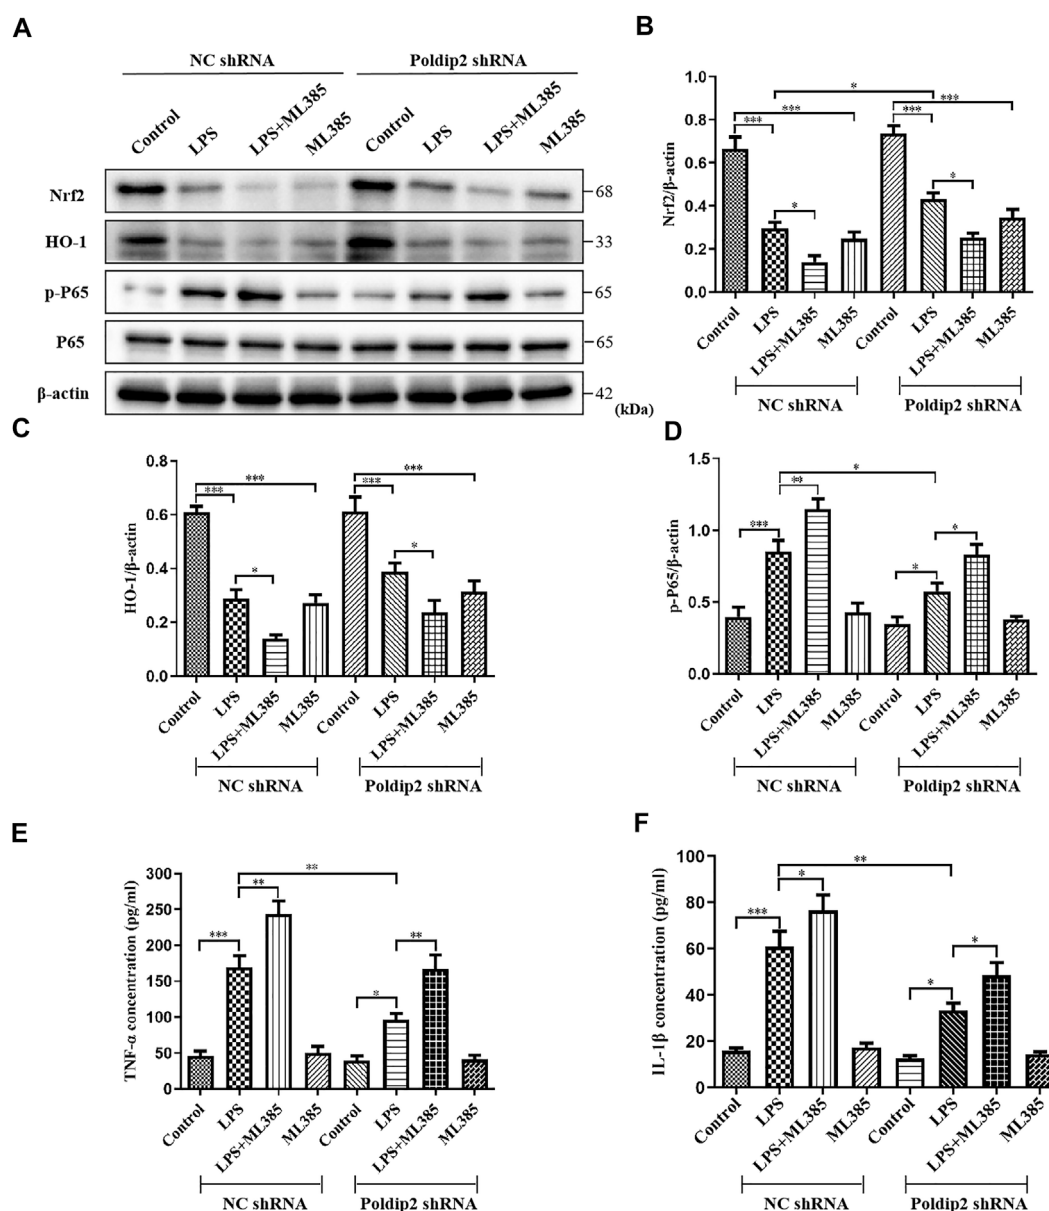 A
NC shRNA
Poldip2 shRNA
Control
LPS
LPS+ML385
ML385
Control
LPS
LPS+ML385
ML385
Nrf2
68
HO-1
33
p-P65
65
P65
65
β-actin
42
(kDa)
B
Nrf2/β-actin
0.0
0.2
0.4
0.6
0.8
1.0
***
***
*
*
***
***
*
Control
LPS
LPS+ML385
ML385
Control
LPS
LPS+ML385
ML385
NC shRNA
Poldip2 shRNA
C
HO-1/β-actin
0.0
0.2
0.4
0.6
0.8
***
***
*
***
***
*
Control
LPS
LPS+ML385
ML385
Control
LPS
LPS+ML385
ML385
NC shRNA
Poldip2 shRNA
D
p-P65/β-actin
0.0
0.5
1.0
1.5
*
**
***
*
*
Control
LPS
LPS+ML385
ML385
Control
LPS
LPS+ML385
ML385
NC shRNA
Poldip2 shRNA
E
TNF-α concentration (pg/ml)
0
50
100
150
200
250
300
**
**
***
**
*
Control
LPS
LPS+ML385
ML385
Control
LPS
LPS+ML385
ML385
NC shRNA
Poldip2 shRNA
F
IL-1β concentration (pg/ml)
0
20
40
60
80
100
**
*
***
*
*
Control
LPS
LPS+ML385
ML385
Control
LPS
LPS+ML385
ML385
NC shRNA
Poldip2 shRNA